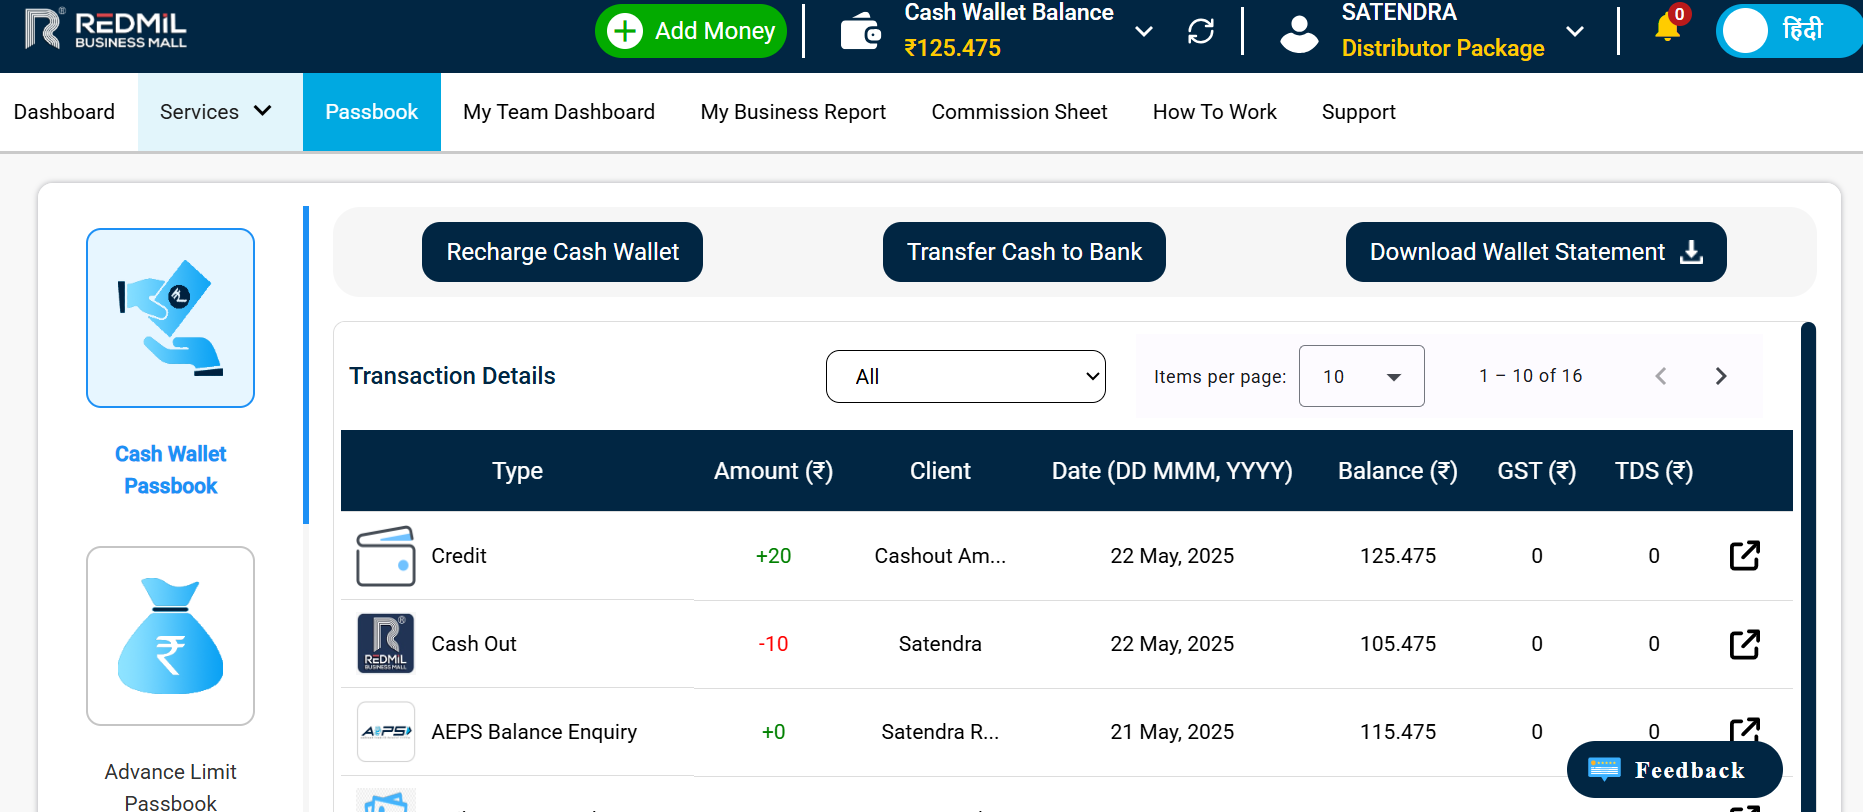 REDMIL
BUSINESS MALL
Add Money
Cash Wallet Balance
₹125.475
SATENDRA
Distributor Package
0
हिंदी
Dashboard
Services
Passbook
My Team Dashboard
My Business Report
Commission Sheet
How To Work
Support
Recharge Cash Wallet
Transfer Cash to Bank
Download Wallet Statement
Cash Wallet
Passbook
Advance Limit
Passbook
Transaction Details
All
Items per page:
10
1 – 10 of 16
Type Amount (₹) Client Date (DD MMM, YYYY) Balance (₹) GST (₹) TDS (₹)
Credit +20 Cashout Am... 22 May, 2025 125.475 0 0
REDMIL
BUSINESS MALL
Cash Out -10 Satendra 22 May, 2025 105.475 0 0
AEPS
AEPS Balance Enquiry +0 Satendra R... 21 May, 2025 115.475 0 0
Feedback